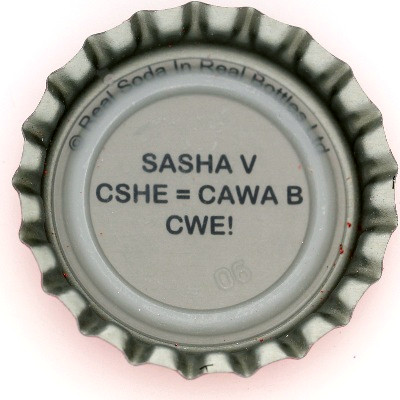 © Real Soda In Real Bottles Ltd.
SASHA V
CSHE = CAWA B
CWE!
06